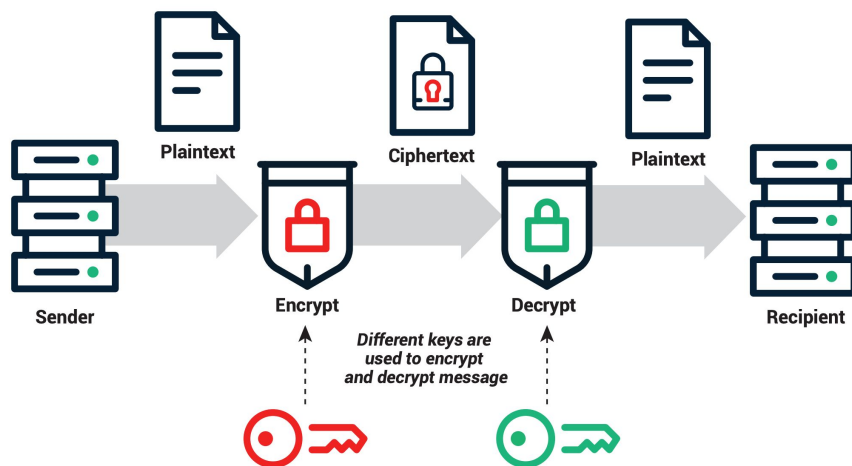 Plaintext
Ciphertext
Plaintext
Sender
Encrypt
Decrypt
Recipient
Different keys are
used to encrypt
and decrypt message